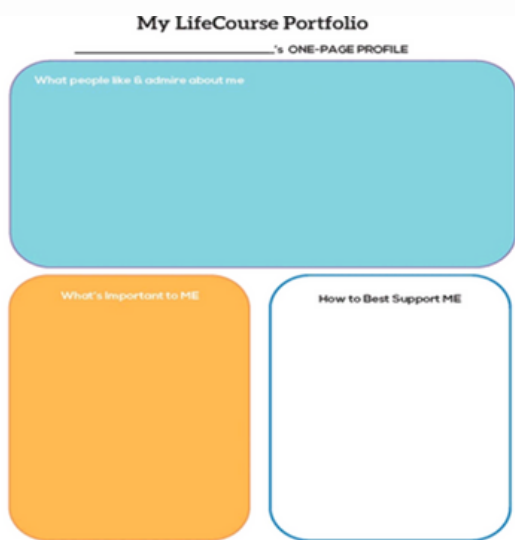 My LifeCourse Portfolio
's ONE-PAGE PROFILE
What people like & admire about me
What's Important to ME
How to Best Support ME